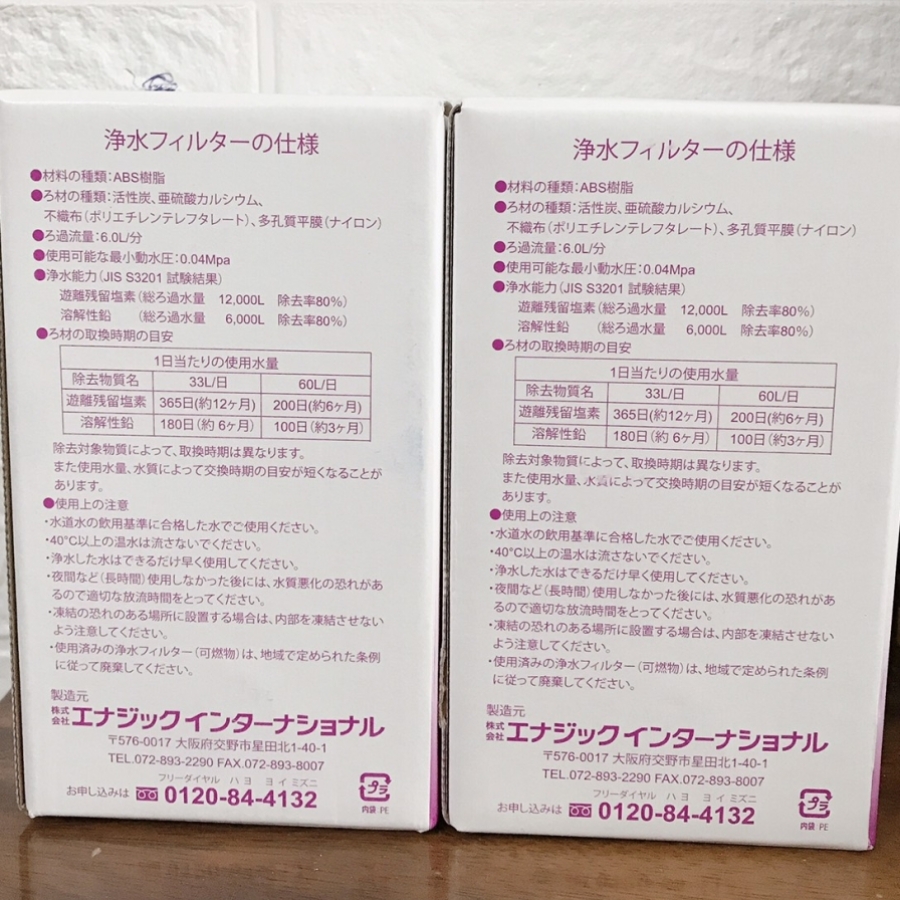 浄水フィルターの仕様
●材料の種類：ABS樹脂
●ろ材の種類：活性炭、亜硫酸カルシウム、
不織布（ポリエチレンテレフタレート）、多孔質平膜（ナイロン）
●ろ過流量：6.0L/分
●使用可能な最小動水圧：0.04Mpa
●浄水能力（JIS S3201 試験結果）
遊離残留塩素（総ろ過水量 12,000L 除去率80%）
溶解性鉛 （総ろ過水量 6,000L 除去率80%）
●ろ材の取換時期の目安
1日当たりの使用水量
除去物質名 33L/日 60L/日
遊離残留塩素 365日(約12ヶ月) 200日(約6ヶ月)
溶解性鉛 180日(約 6ヶ月) 100日(約3ヶ月)
除去対象物質によって、取換時期は異なります。
また使用水量、水質によって交換時期の目安が短くなることが
あります。
●使用上の注意
・水道水の飲用基準に合格した水でご使用ください。
・40℃以上の温水は流さないでください。
・浄水した水はできるだけ早く使用してください。
・夜間など（長時間）使用しなかった後には、水質悪化の恐れがあ
るので適切な放流時間をとってください。
・凍結の恐れのある場所に設置する場合は、内部を凍結させない
よう注意してください。
・使用済みの浄水フィルター（可燃物）は、地域で定められた条例
に従って廃棄してください。
製造元
株式会社 エナジックインターナショナル
〒576-0017 大阪府交野市星田北1-40-1
TEL.072-893-2290 FAX.072-893-8007
フリーダイヤル ハ ヨ ヨイ ミズニ
お申し込みは 0120-84-4132
プラ
内袋 PE
浄水フィルターの仕様
●材料の種類：ABS樹脂
●ろ材の種類：活性炭、亜硫酸カルシウム、
不織布（ポリエチレンテレフタレート）、多孔質平膜（ナイロン）
●ろ過流量：6.0L/分
●使用可能な最小動水圧：0.04Mpa
●浄水能力（JIS S3201 試験結果）
遊離残留塩素（総ろ過水量 12,000L 除去率80%）
溶解性鉛 （総ろ過水量 6,000L 除去率80%）
●ろ材の取換時期の目安
1日当たりの使用水量
除去物質名 33L/日 60L/日
遊離残留塩素 365日(約12ヶ月) 200日(約6ヶ月)
溶解性鉛 180日(約 6ヶ月) 100日(約3ヶ月)
除去対象物質によって、取換時期は異なります。
また使用水量、水質によって交換時期の目安が短くなることが
あります。
●使用上の注意
・水道水の飲用基準に合格した水でご使用ください。
・40℃以上の温水は流さないでください。
・浄水した水はできるだけ早く使用してください。
・夜間など（長時間）使用しなかった後には、水質悪化の恐れがあ
るので適切な放流時間をとってください。
・凍結の恐れのある場所に設置する場合は、内部を凍結させない
よう注意してください。
・使用済みの浄水フィルター（可燃物）は、地域で定められた条例
に従って廃棄してください。
製造元
株式会社 エナジックインターナショナル
〒576-0017 大阪府交野市星田北1-40-1
TEL.072-893-2290 FAX.072-893-8007
フリーダイヤル ハ ヨ ヨイ ミズニ
お申し込みは 0120-84-4132
プラ
内袋 PE